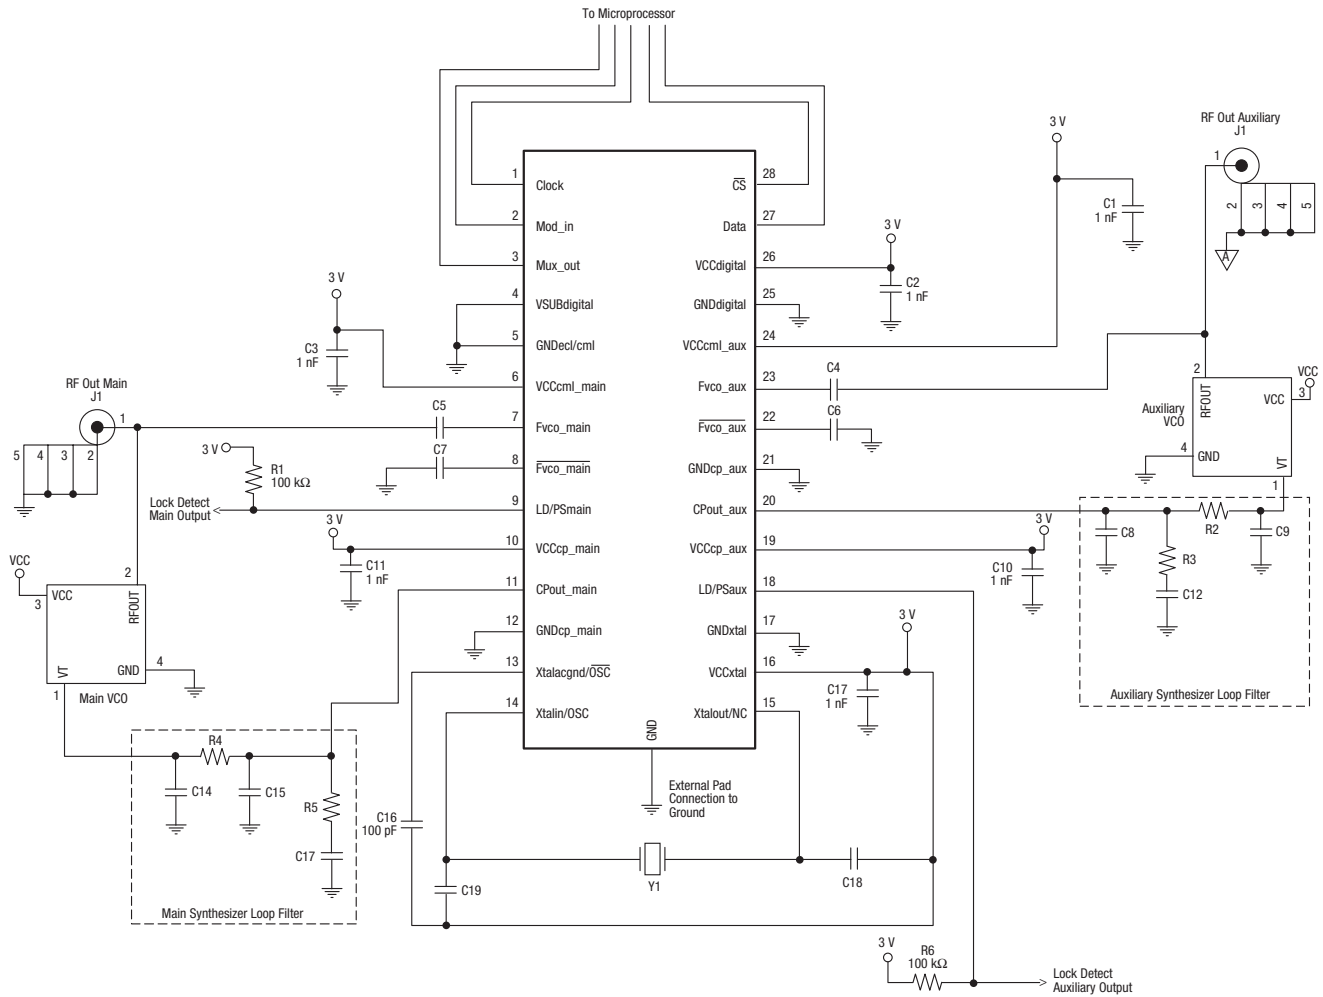 To Microprocessor
1
Clock
2
Mod_in
3
Mux_out
4
VSUBdigital
5
GNDecl/cml
6
VCCcml_main
7
Fvco_main
8
Fvco_main
9
LD/PSmain
10
VCCcp_main
11
CPout_main
12
GNDcp_main
13
Xtalacgnd/OSC
14
Xtalin/OSC
28
CS
27
Data
26
VCCdigital
25
GNDdigital
24
VCCcml_aux
23
Fvco_aux
22
Fvco_aux
21
GNDcp_aux
20
CPout_aux
19
VCCcp_aux
18
LD/PSaux
17
GNDxtal
16
VCCxtal
15
Xtalout/NC
GND
External Pad
Connection to
Ground
3 V
C3
1 nF
RF Out Main
J1
1
5
4
3
2
C5
C7
3 V
R1
100 kΩ
Lock Detect
Main Output
3 V
C11
1 nF
VCC
3
VCC
2
RFOUT
VT
GND
4
1
Main VCO
R4
C14
C15
R5
C17
Main Synthesizer Loop Filter
C16
100 pF
C19
Y1
C18
3 V
C2
1 nF
3 V
C1
1 nF
RF Out Auxiliary
J1
1
2
3
4
5
A
C4
C6
2
RFOUT
VCC
3
VCC
Auxiliary
VCO
4
GND
VT
1
C8
R2
C9
R3
C12
Auxiliary Synthesizer Loop Filter
3 V
C10
1 nF
3 V
C17
1 nF
3 V
R6
100 kΩ
Lock Detect
Auxiliary Output